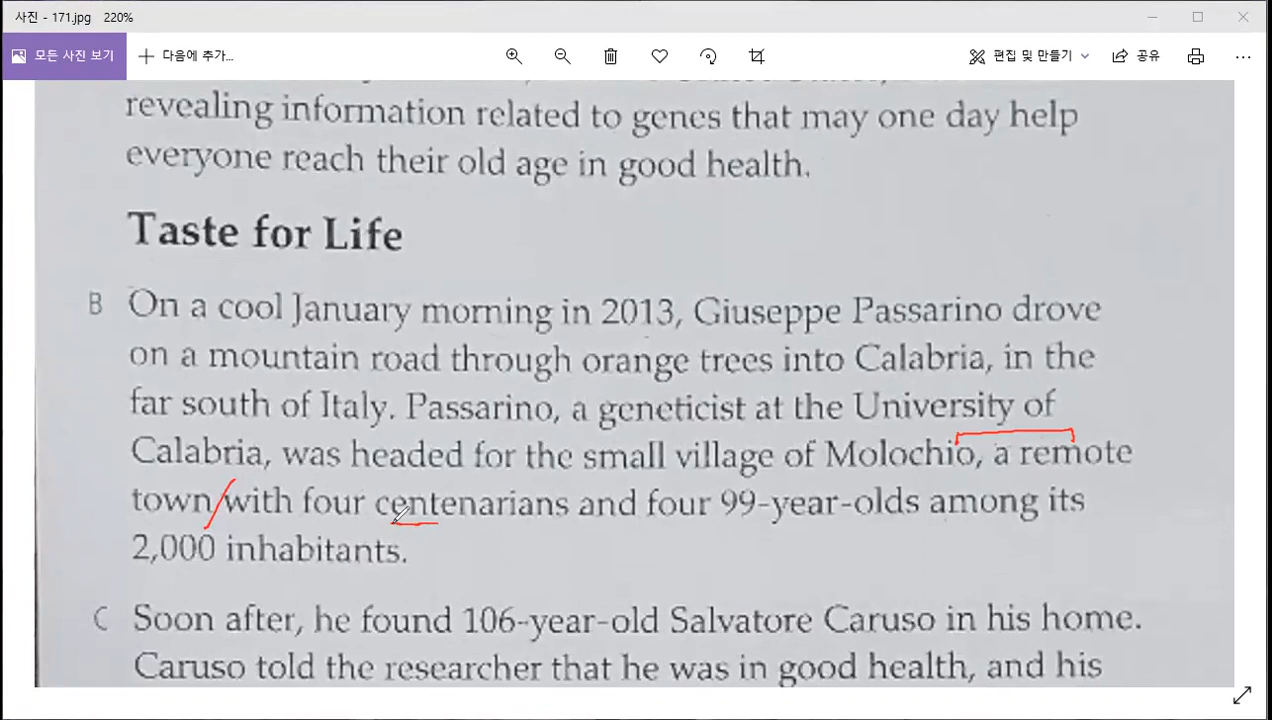 사진 - 171.jpg 220%
모든 사진 보기 다음에 추가... 편집 및 만들기 공유
revealing information related to genes that may one day help
everyone reach their old age in good health.
Taste for Life
B On a cool January morning in 2013, Giuseppe Passarino drove
on a mountain road through orange trees into Calabria, in the
far south of Italy. Passarino, a geneticist at the University of
Calabria, was headed for the small village of Molochio, a remote
town with four centenarians and four 99-year-olds among its
2,000 inhabitants.
C Soon after, he found 106-year-old Salvatore Caruso in his home.
Caruso told the researcher that he was in good health, and his